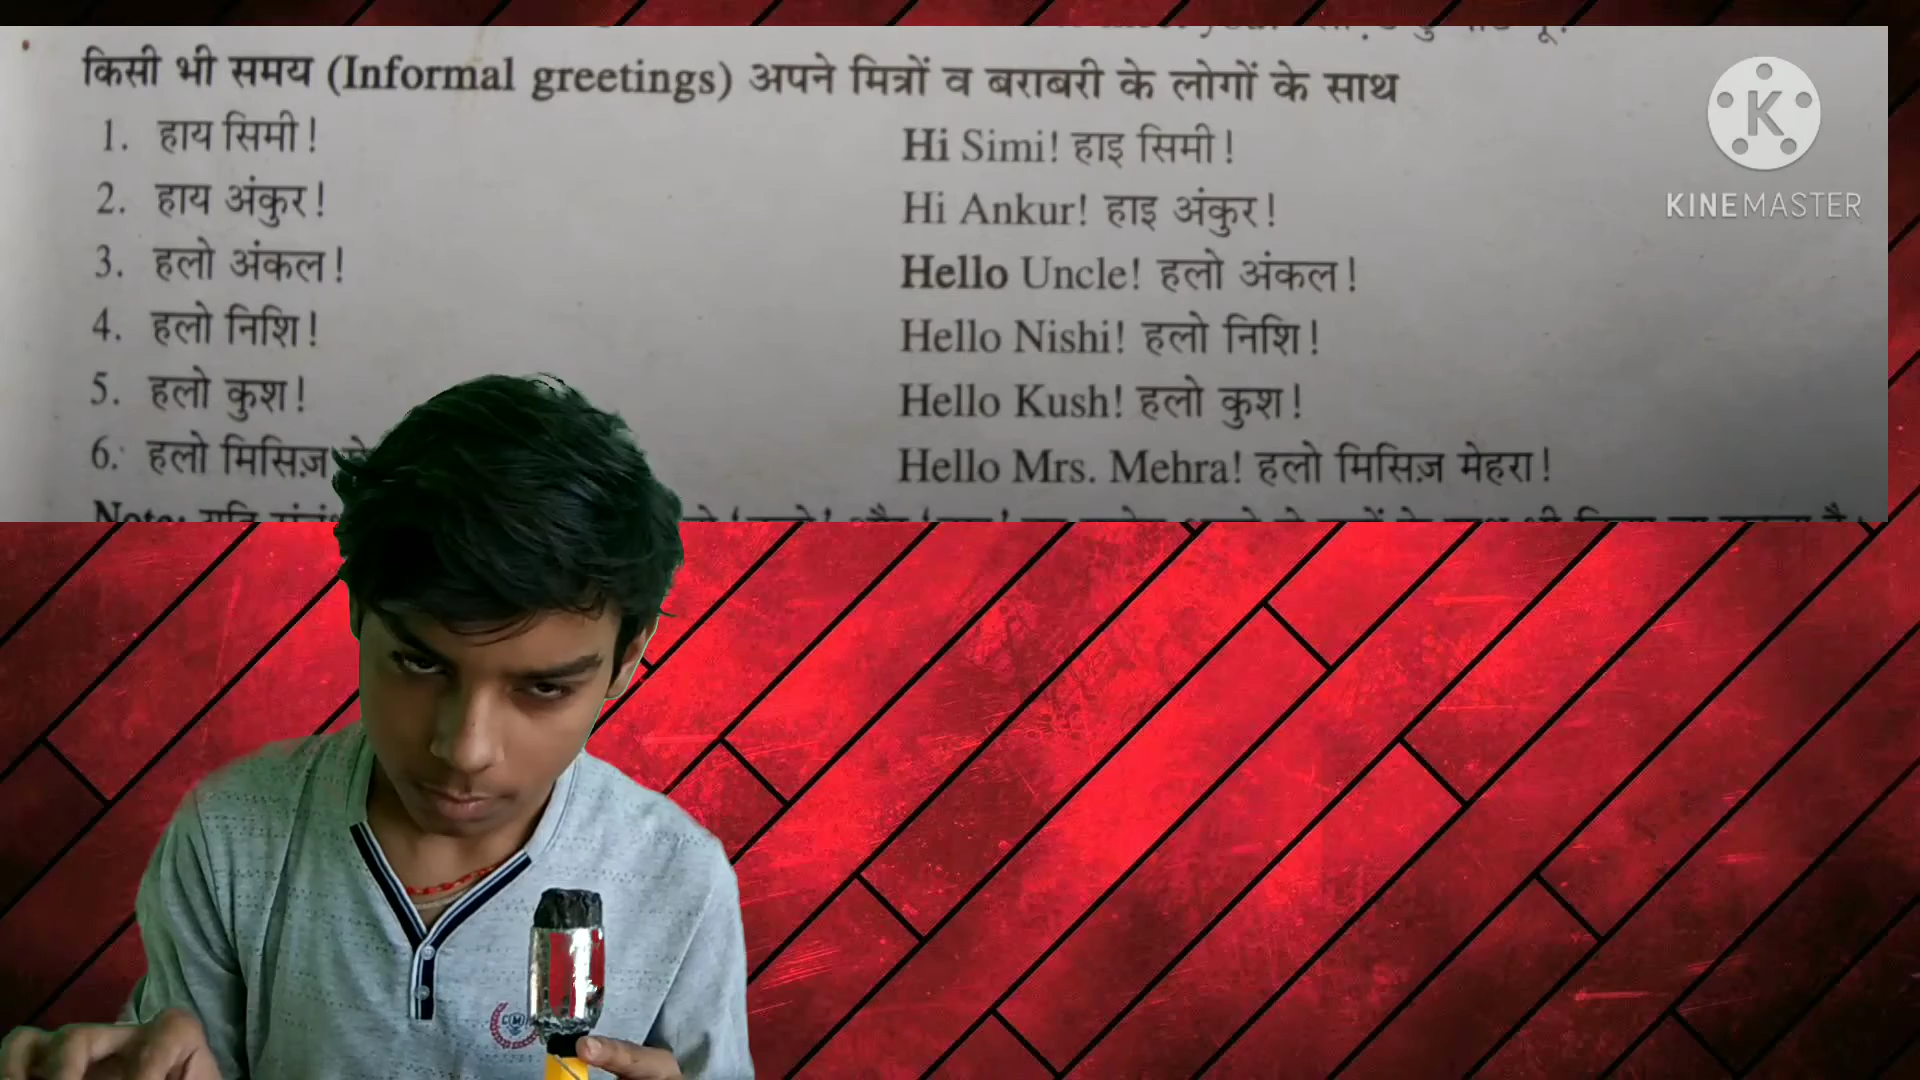 किसी भी समय (Informal greetings) अपने मित्रों व बराबरी के लोगों के साथ
1. हाय सिमी! Hi Simi! हाइ सिमी!
2. हाय अंकुर! Hi Ankur! हाइ अंकुर!
3. हलो अंकल! Hello Uncle! हलो अंकल!
4. हलो निशि! Hello Nishi! हलो निशि!
5. हलो कुश! Hello Kush! हलो कुश!
6. हलो मिसिज़ Hello Mrs. Mehra! हलो मिसिज़ मेहरा!
Note:
K
KINEMASTER